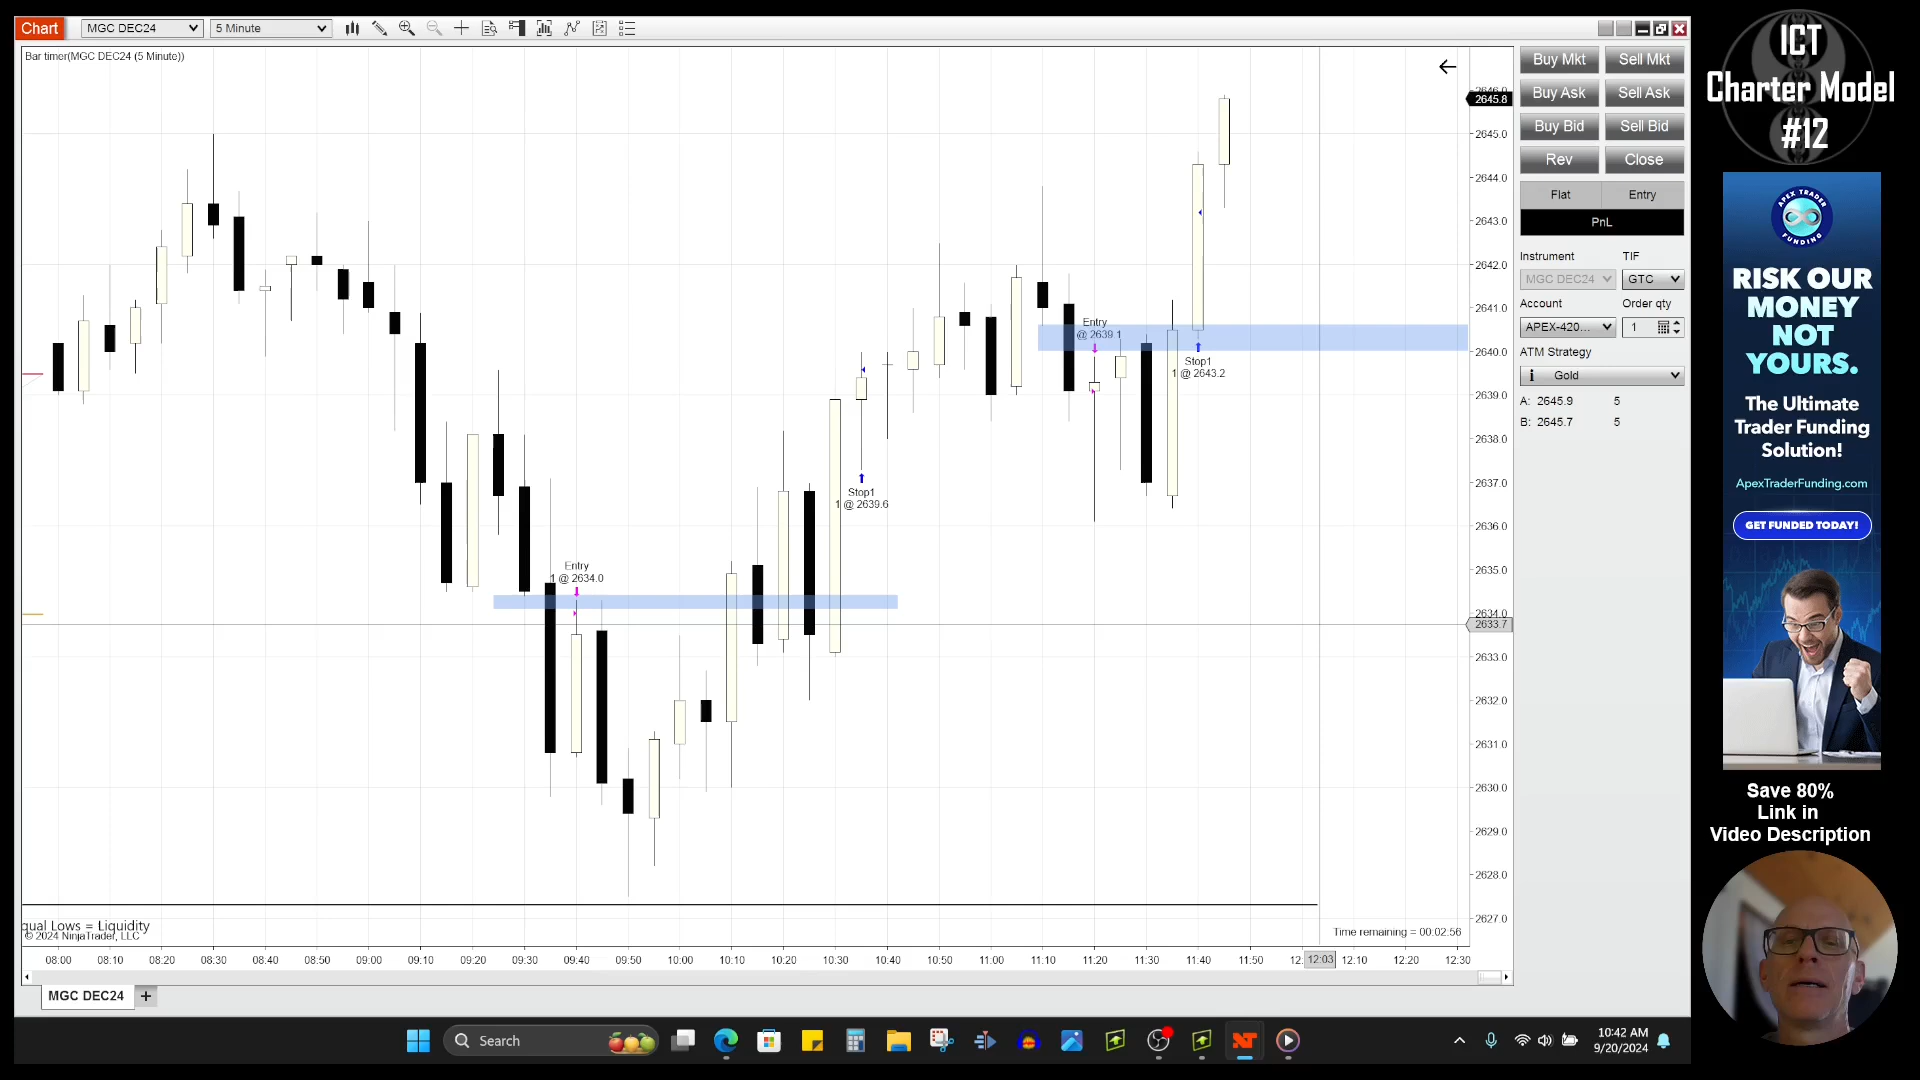 Chart
MGC DEC24
5 Minute
Bar timer(MGC DEC24 (5 Minute))
2646.0
2645.8
2645.0
2644.0
2643.0
2642.0
2641.0
2640.0
2639.0
2638.0
2637.0
2636.0
2635.0
2634.0
2633.7
2633.0
2632.0
2631.0
2630.0
2629.0
2628.0
2627.0
Entry
@ 2639.1
Stop1
1 @ 2643.2
Stop1
1 @ 2639.6
Entry
1 @ 2634.0
qual Lows = Liquidity
© 2024 NinjaTrader, LLC
Time remaining = 00:02:56
08:00 08:10 08:20 08:30 08:40 08:50 09:00 09:10 09:20 09:30 09:40 09:50 10:00 10:10 10:20 10:30 10:40 10:50 11:00 11:10 11:20 11:30 11:40 11:50 12: 12:03 12:10 12:20 12:30
MGC DEC24
Buy Mkt Sell Mkt
Buy Ask Sell Ask
Buy Bid Sell Bid
Rev Close
Flat Entry
PnL
Instrument TIF
MGC DEC24 GTC
Account Order qty
APEX-420... 1
ATM Strategy
Gold
A: 2645.9 5
B: 2645.7 5
ICT
Charter Model
#12
APEX TRADER
FUNDING
RISK OUR
MONEY
NOT
YOURS.
The Ultimate
Trader Funding
Solution!
ApexTraderFunding.com
GET FUNDED TODAY!
Save 80%
Link in
Video Description
Search
10:42 AM
9/20/2024